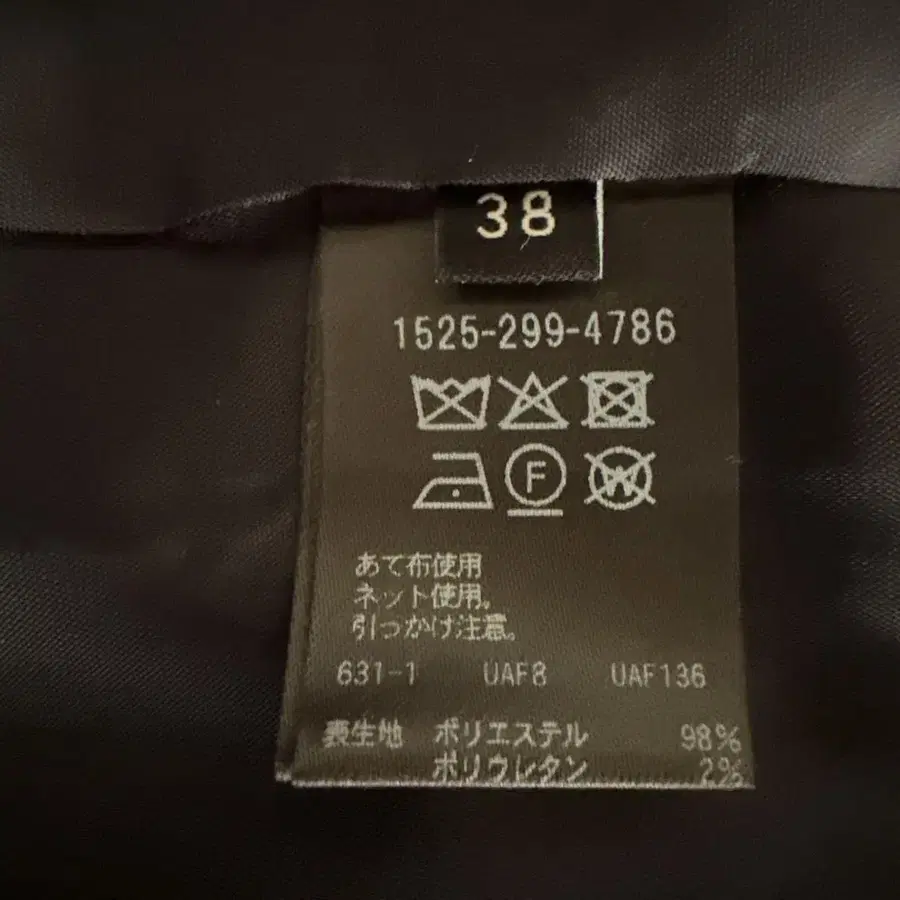 38
1525-299-4786
F
W
あて布使用
ネット使用。
引っかけ注意。
631-1 UAF8 UAF136
表生地 ポリエステル 98%
ポリウレタン 2%